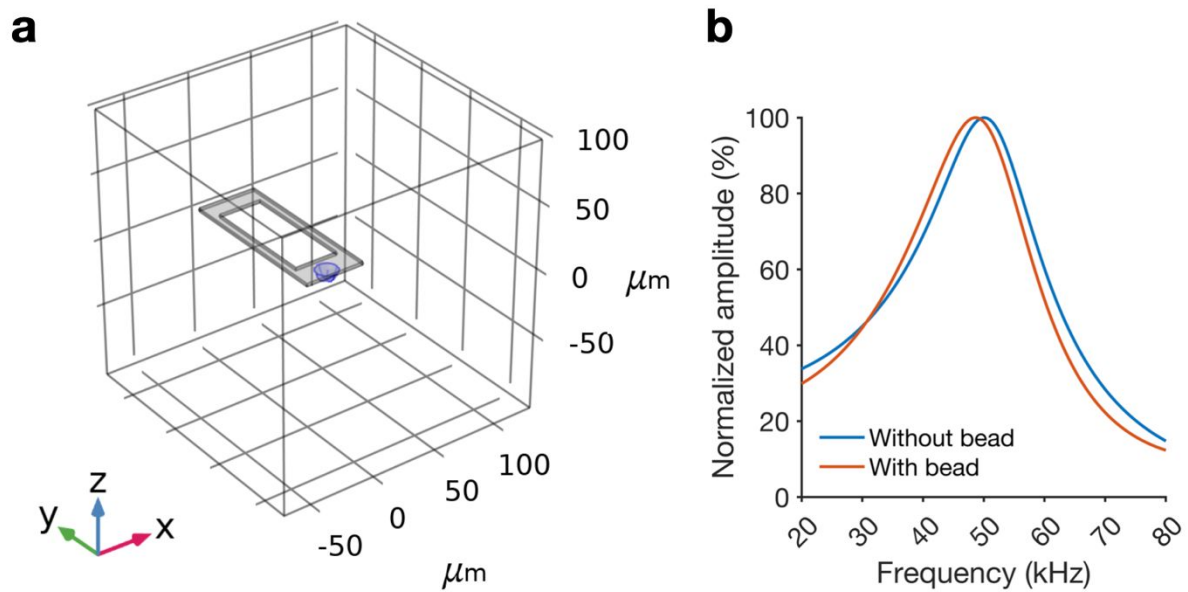 a
100
50
0
μm
-50
100
50
0
-50
μm
z
y
x
b
Normalized amplitude (%)
100
80
60
40
20
0
Without bead
With bead
20
30
40
50
60
70
80
Frequency (kHz)